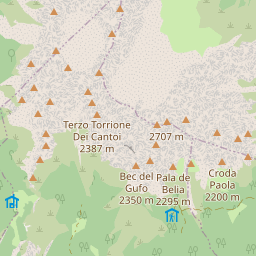 Terzo Torrione
Dei Cantoi
2387 m
2707 m
Bec del
Gufo
2350 m
Pala de
Belia
2295 m
Croda
Paola
2200 m